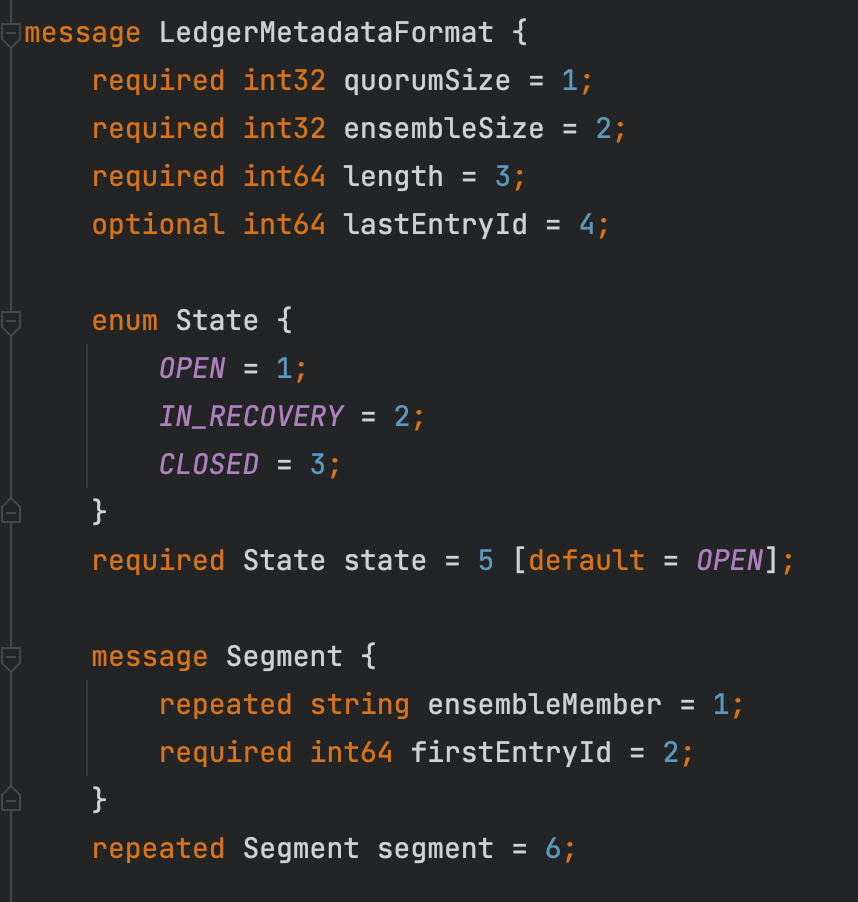 message LedgerMetadataFormat {
    required int32 quorumSize = 1;
    required int32 ensembleSize = 2;
    required int64 length = 3;
    optional int64 lastEntryId = 4;

    enum State {
        OPEN = 1;
        IN_RECOVERY = 2;
        CLOSED = 3;
    }
    required State state = 5 [default = OPEN];

    message Segment {
        repeated string ensembleMember = 1;
        required int64 firstEntryId = 2;
    }
    repeated Segment segment = 6;